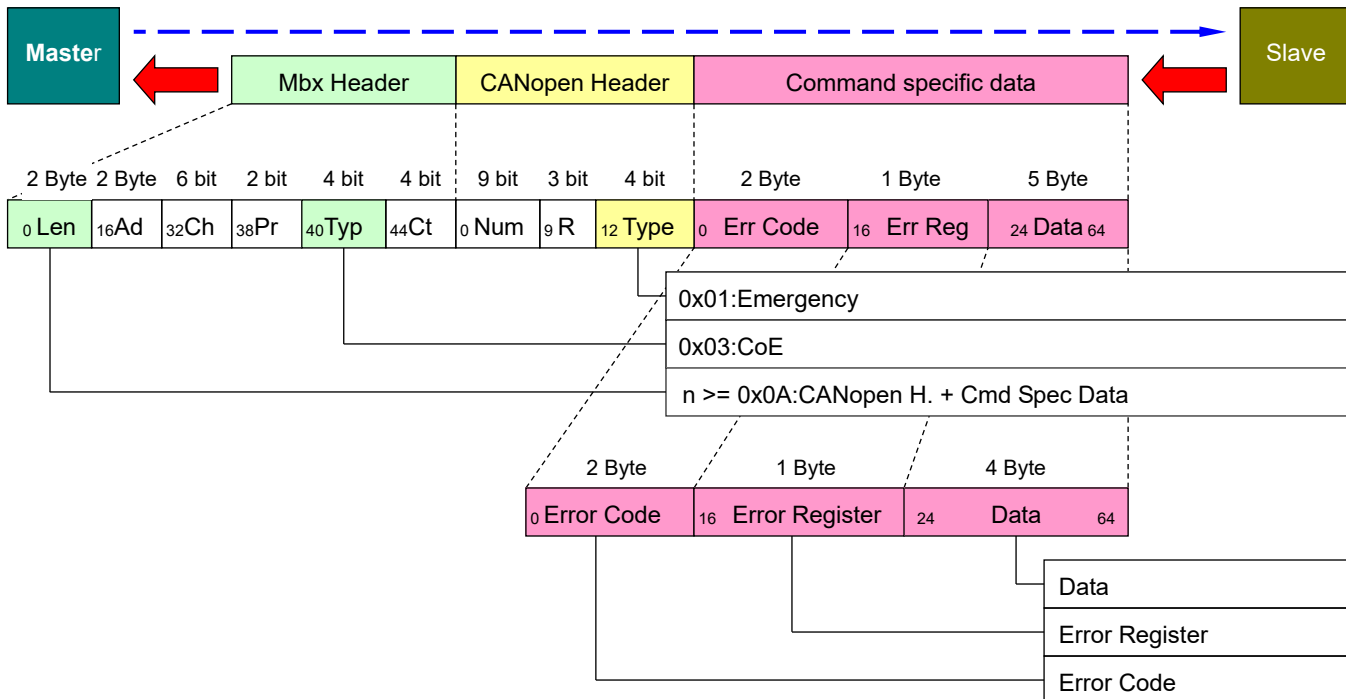 Master
Slave
Mbx Header CANopen Header Command specific data
2 Byte 2 Byte 6 bit 2 bit 4 bit 4 bit 9 bit 3 bit 4 bit 2 Byte 1 Byte 5 Byte
0 Len 16Ad 32Ch 38Pr 40Typ 44Ct 0 Num 9 R 12 Type 0 Err Code 16 Err Reg 24 Data 64
0x01:Emergency
0x03:CoE
n >= 0x0A:CANopen H. + Cmd Spec Data
2 Byte 1 Byte 4 Byte
0 Error Code 16 Error Register 24 Data 64
Data
Error Register
Error Code